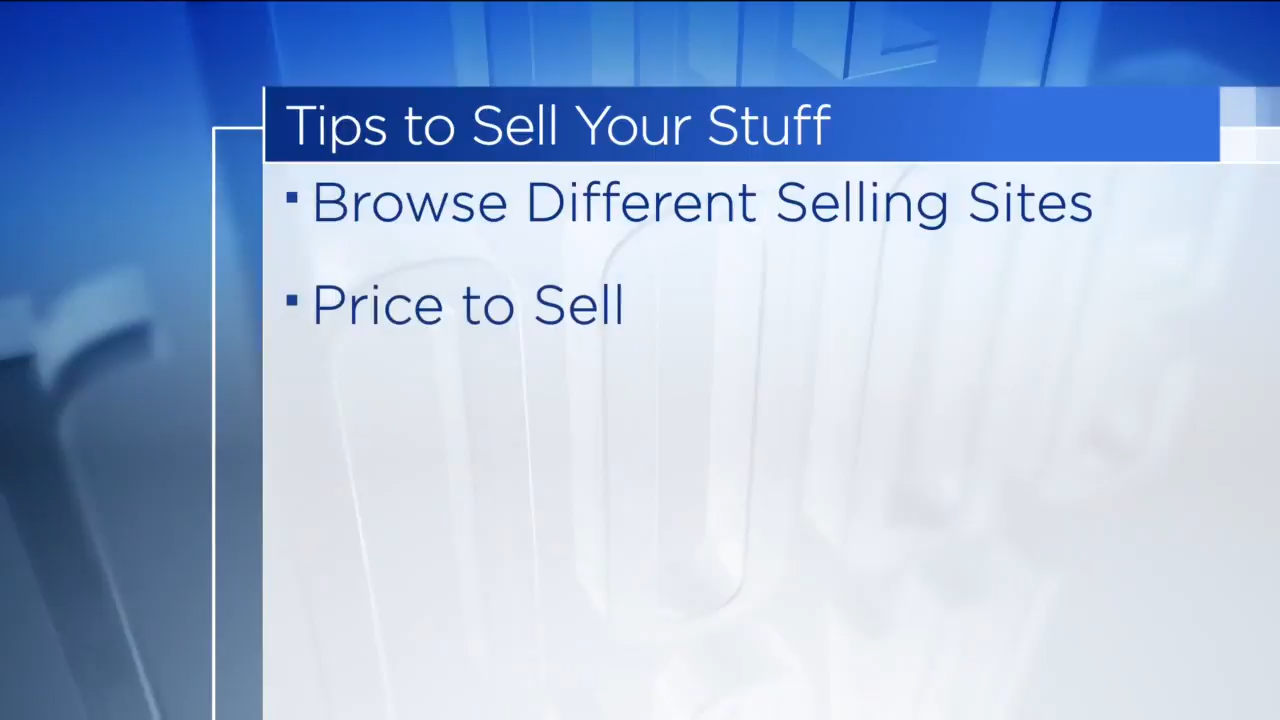 Tips to Sell Your Stuff
▪ Browse Different Selling Sites
▪ Price to Sell